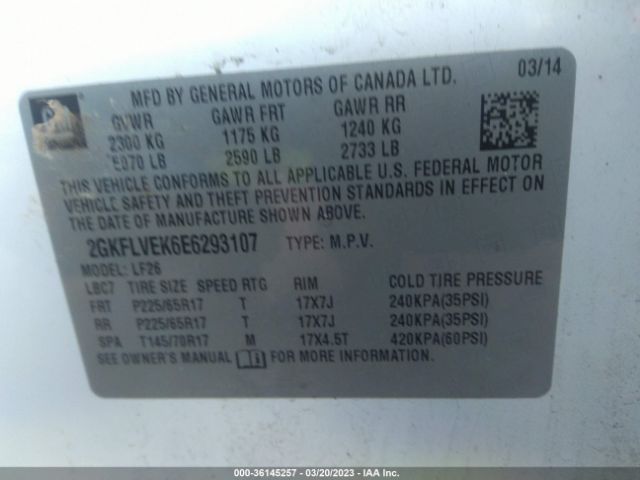 03/14
MFD BY GENERAL MOTORS OF CANADA LTD.
GVWR GAWR FRT GAWR RR
2300 KG 1175 KG 1240 KG
5070 LB 2590 LB 2733 LB
THIS VEHICLE CONFORMS TO ALL APPLICABLE U.S. FEDERAL MOTOR
VEHICLE SAFETY AND THEFT PREVENTION STANDARDS IN EFFECT ON
THE DATE OF MANUFACTURE SHOWN ABOVE.
2GKFLVEK6E6293107 TYPE: M.P.V.
MODEL: LF26
LBC7 TIRE SIZE SPEED RTG RIM COLD TIRE PRESSURE
FRT P225/65R17 T 17X7J 240KPA(35PSI)
RR P225/65R17 T 17X7J 240KPA(35PSI)
SPA T145/70R17 M 17X4.5T 420KPA(60PSI)
SEE OWNER'S MANUAL FOR MORE INFORMATION.
000-36145257 - 03/20/2023 - IAA Inc.